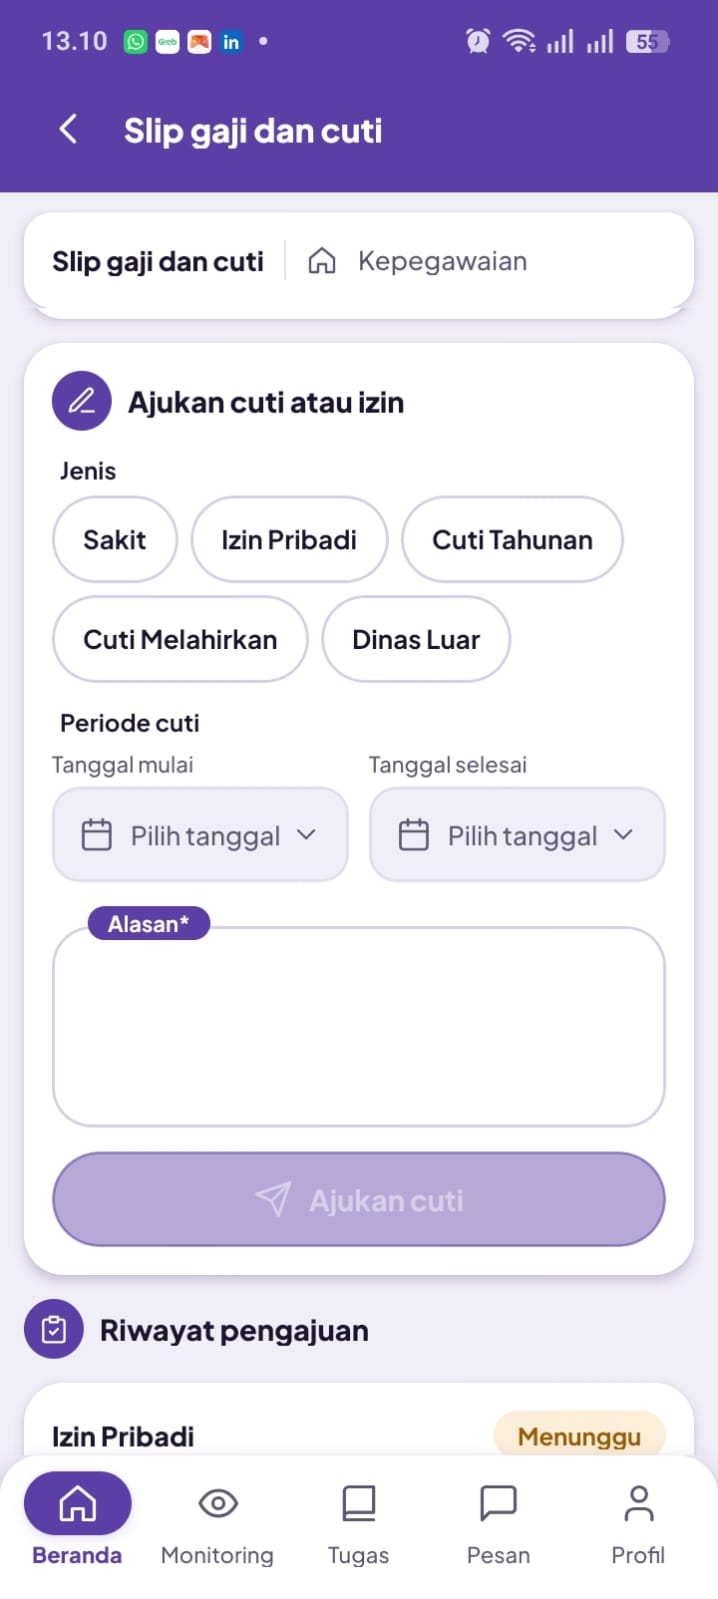 13.10
Grab
in
55
Slip gaji dan cuti
Slip gaji dan cuti
Kepegawaian
Ajukan cuti atau izin
Jenis
Sakit
Izin Pribadi
Cuti Tahunan
Cuti Melahirkan
Dinas Luar
Periode cuti
Tanggal mulai
Tanggal selesai
Pilih tanggal
Pilih tanggal
Alasan*
Ajukan cuti
Riwayat pengajuan
Izin Pribadi
Menunggu
Beranda
Monitoring
Tugas
Pesan
Profil